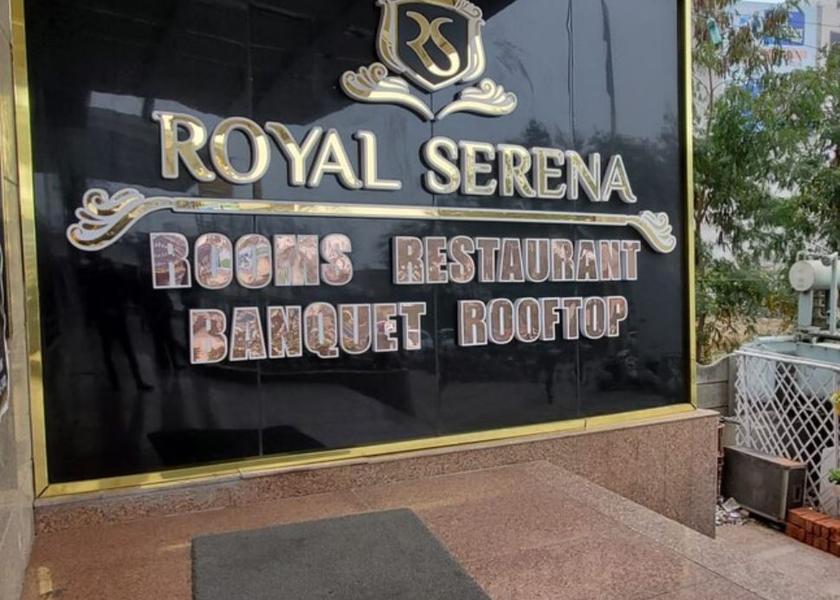 RS
ROYAL SERENA
ROOMS RESTAURANT
BANQUET ROOFTOP